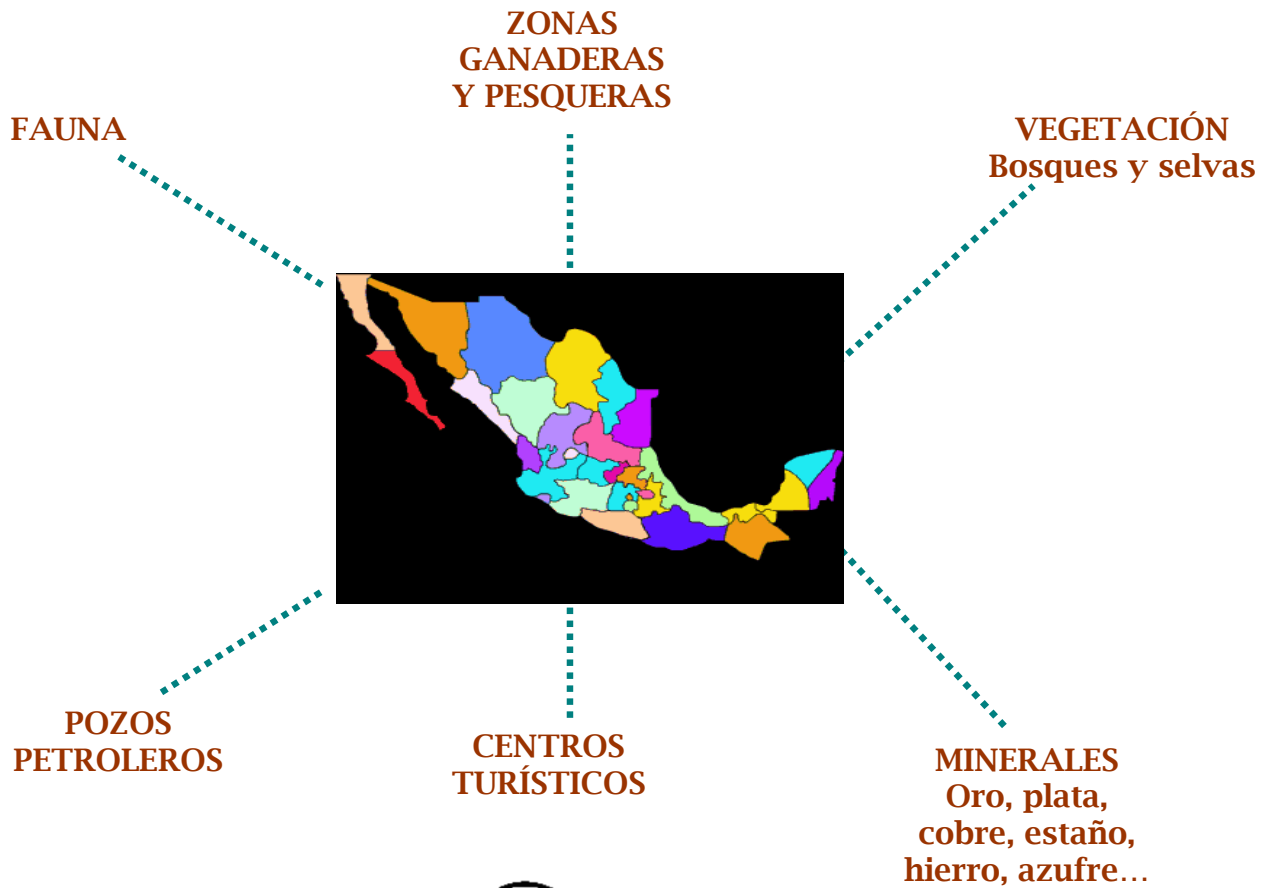 ZONAS
GANADERAS
Y PESQUERAS
FAUNA
VEGETACIÓN
Bosques y selvas
POZOS
PETROLEROS
CENTROS
TURÍSTICOS
MINERALES
Oro, plata,
cobre, estaño,
hierro, azufre…